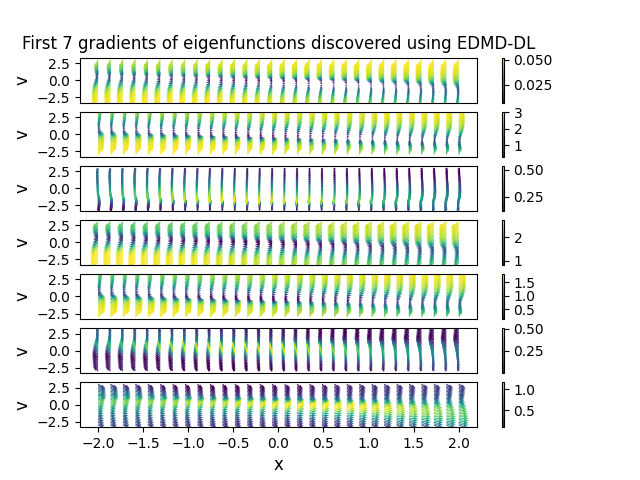 First 7 gradients of eigenfunctions discovered using EDMD-DL
2.5 0.050
v 0.0
−2.5 0.025
2.5 3
v 0.0 2
−2.5 1
2.5 0.50
v 0.0 0.25
−2.5
2.5 2
v 0.0
−2.5 1
2.5 1.5
v 0.0 1.0
−2.5 0.5
2.5 0.50
v 0.0 0.25
−2.5
2.5 1.0
v 0.0 0.5
−2.5
−2.0 −1.5 −1.0 −0.5 0.0 0.5 1.0 1.5 2.0
x